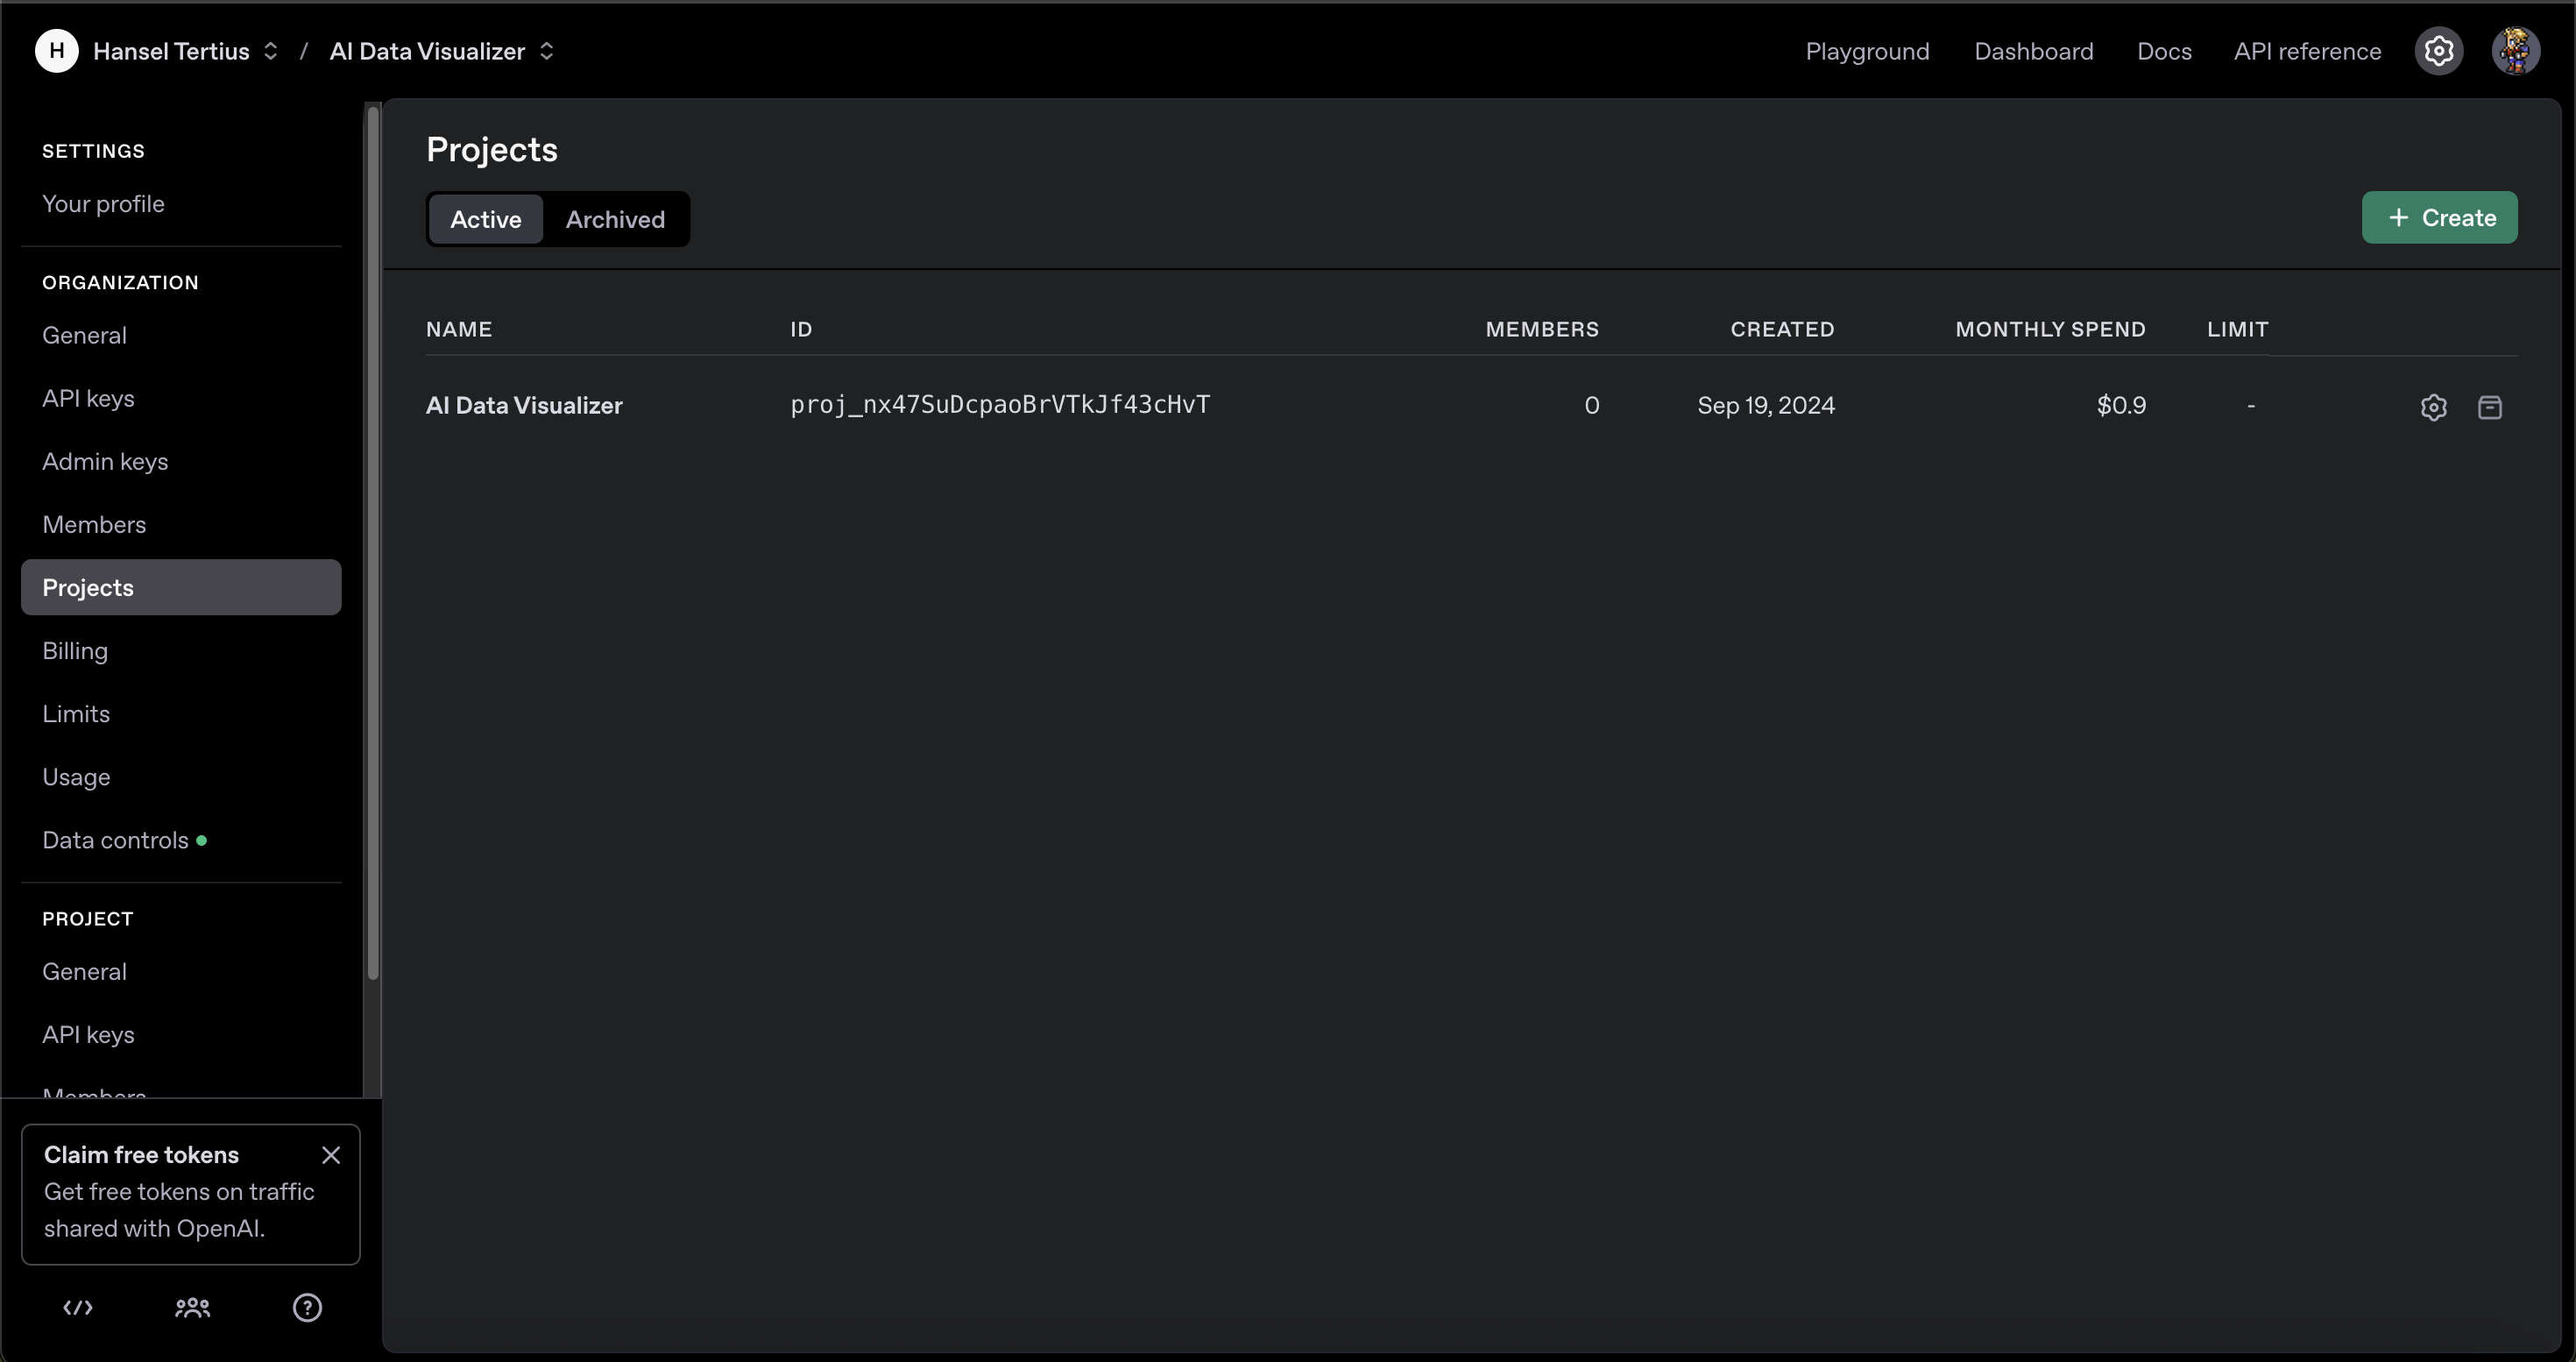 H Hansel Tertius / AI Data Visualizer Playground Dashboard Docs API reference
SETTINGS
Your profile
ORGANIZATION
General
API keys
Admin keys
Members
Projects
Billing
Limits
Usage
Data controls
PROJECT
General
API keys
Members
Claim free tokens
Get free tokens on traffic
shared with OpenAI.
Projects
Active Archived
+ Create
NAME ID MEMBERS CREATED MONTHLY SPEND LIMIT
AI Data Visualizer proj_nx47SuDcpaoBrVTkJf43cHvT 0 Sep 19, 2024 $0.9 -